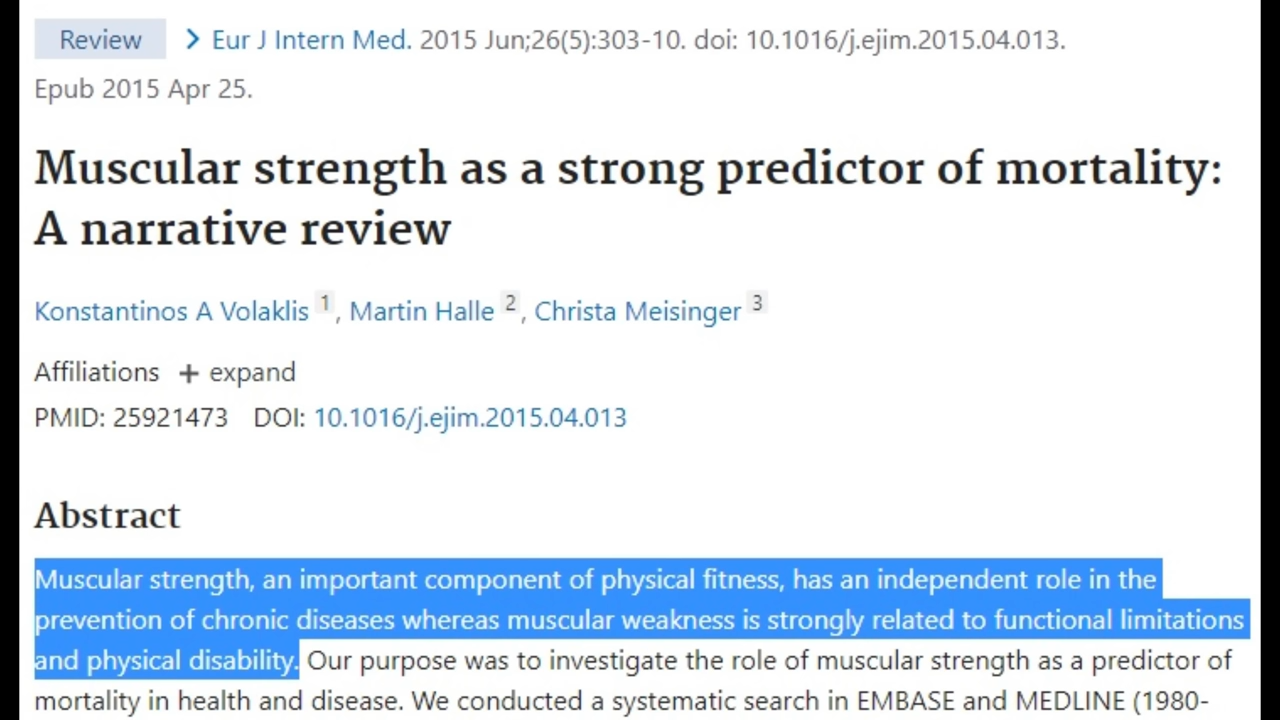 Review > Eur J Intern Med. 2015 Jun;26(5):303-10. doi: 10.1016/j.ejim.2015.04.013.
Epub 2015 Apr 25.
Muscular strength as a strong predictor of mortality:
A narrative review
Konstantinos A Volaklis 1, Martin Halle 2, Christa Meisinger 3
Affiliations + expand
PMID: 25921473 DOI: 10.1016/j.ejim.2015.04.013
Abstract
Muscular strength, an important component of physical fitness, has an independent role in the
prevention of chronic diseases whereas muscular weakness is strongly related to functional limitations
and physical disability. Our purpose was to investigate the role of muscular strength as a predictor of
mortality in health and disease. We conducted a systematic search in EMBASE and MEDLINE (1980-